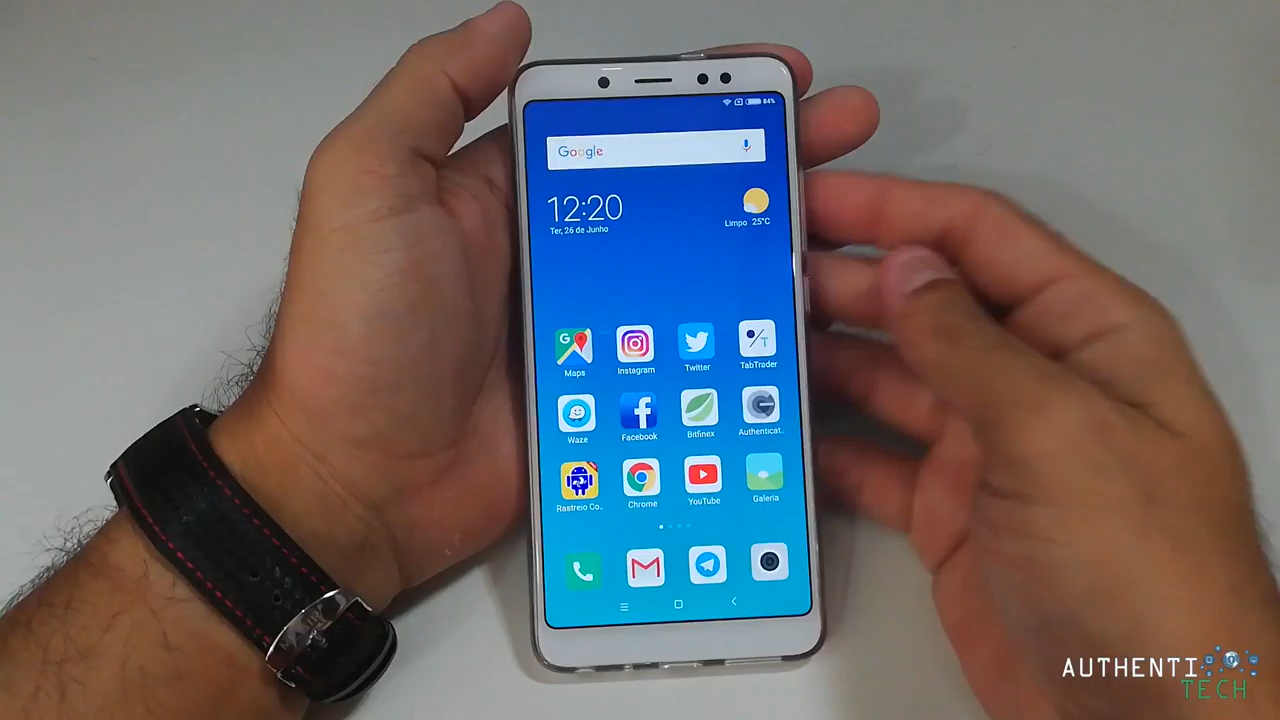 84%
Google
12:20
Ter, 26 de Junho
Limpo 25°C
Maps
Instagram
Twitter
TabTrader
Waze
Facebook
Bitfinex
Authenticat..
Rastreio Co..
Chrome
YouTube
Galeria
AUTHENTI
TECH